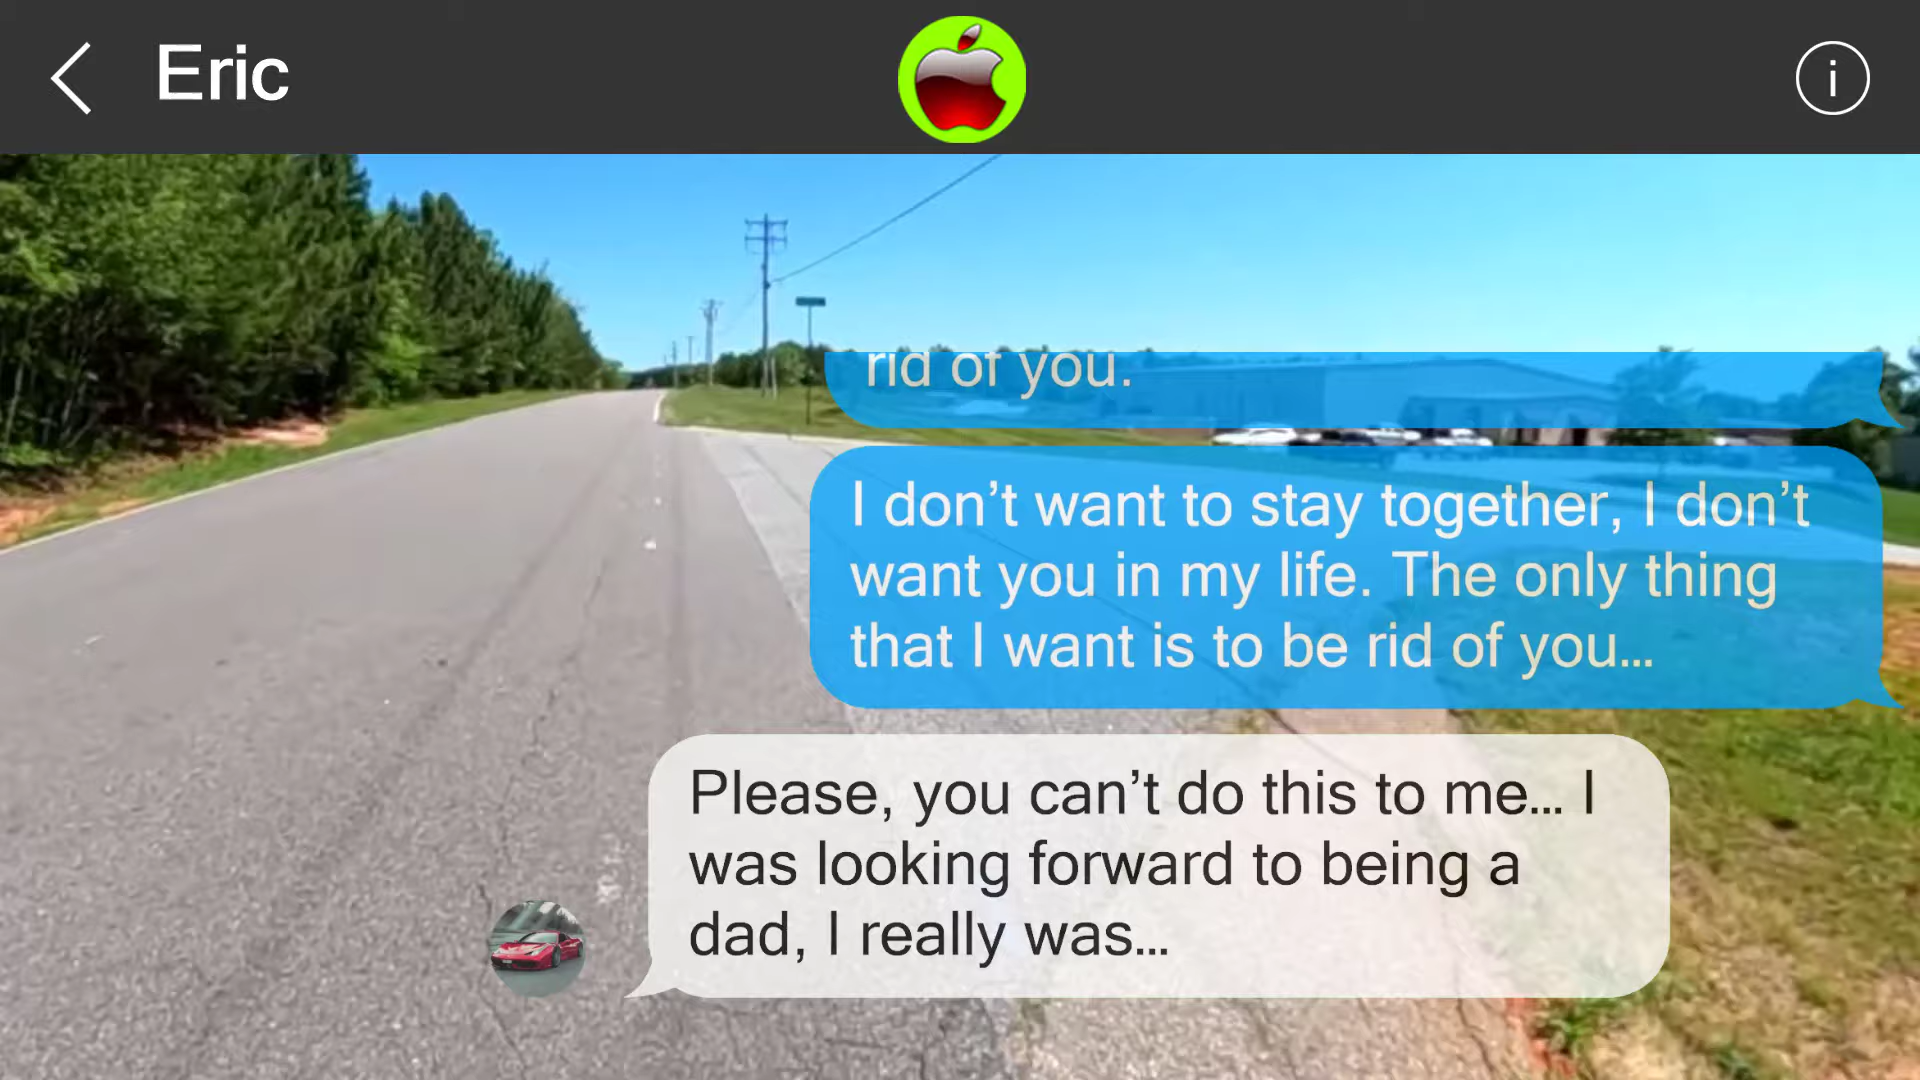 Eric
rid of you.
I don’t want to stay together, I don’t
want you in my life. The only thing
that I want is to be rid of you...
Please, you can’t do this to me... I
was looking forward to being a
dad, I really was...